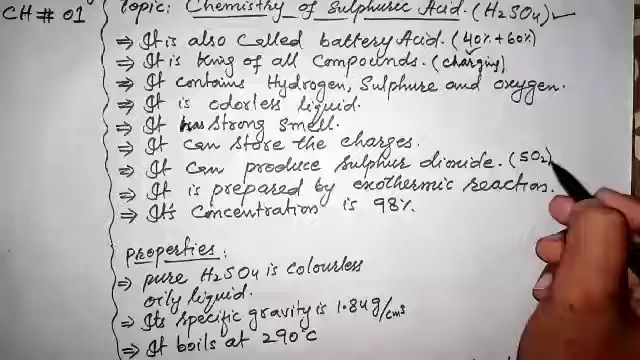 CH # 01
Topic: Chemistry of Sulphuric Acid. (H2SO4)
⇒ It is also Called battery Acid. (40% + 60%)
⇒ It is King of all Compounds. (charging)
⇒ It contains Hydrogen, Sulphure and oxygen.
⇒ It is odorless liquid.
⇒ It has strong smell.
⇒ It can store the charges.
⇒ It can produce sulphur dioxide. (SO2)
⇒ It is prepared by exothermic reaction.
⇒ It's Concentration is 98%.
Properties:
⇒ pure H2SO4 is colourless
oily liquid.
⇒ Its specific gravity is 1.84 g/cm3
⇒ It boils at 290°C